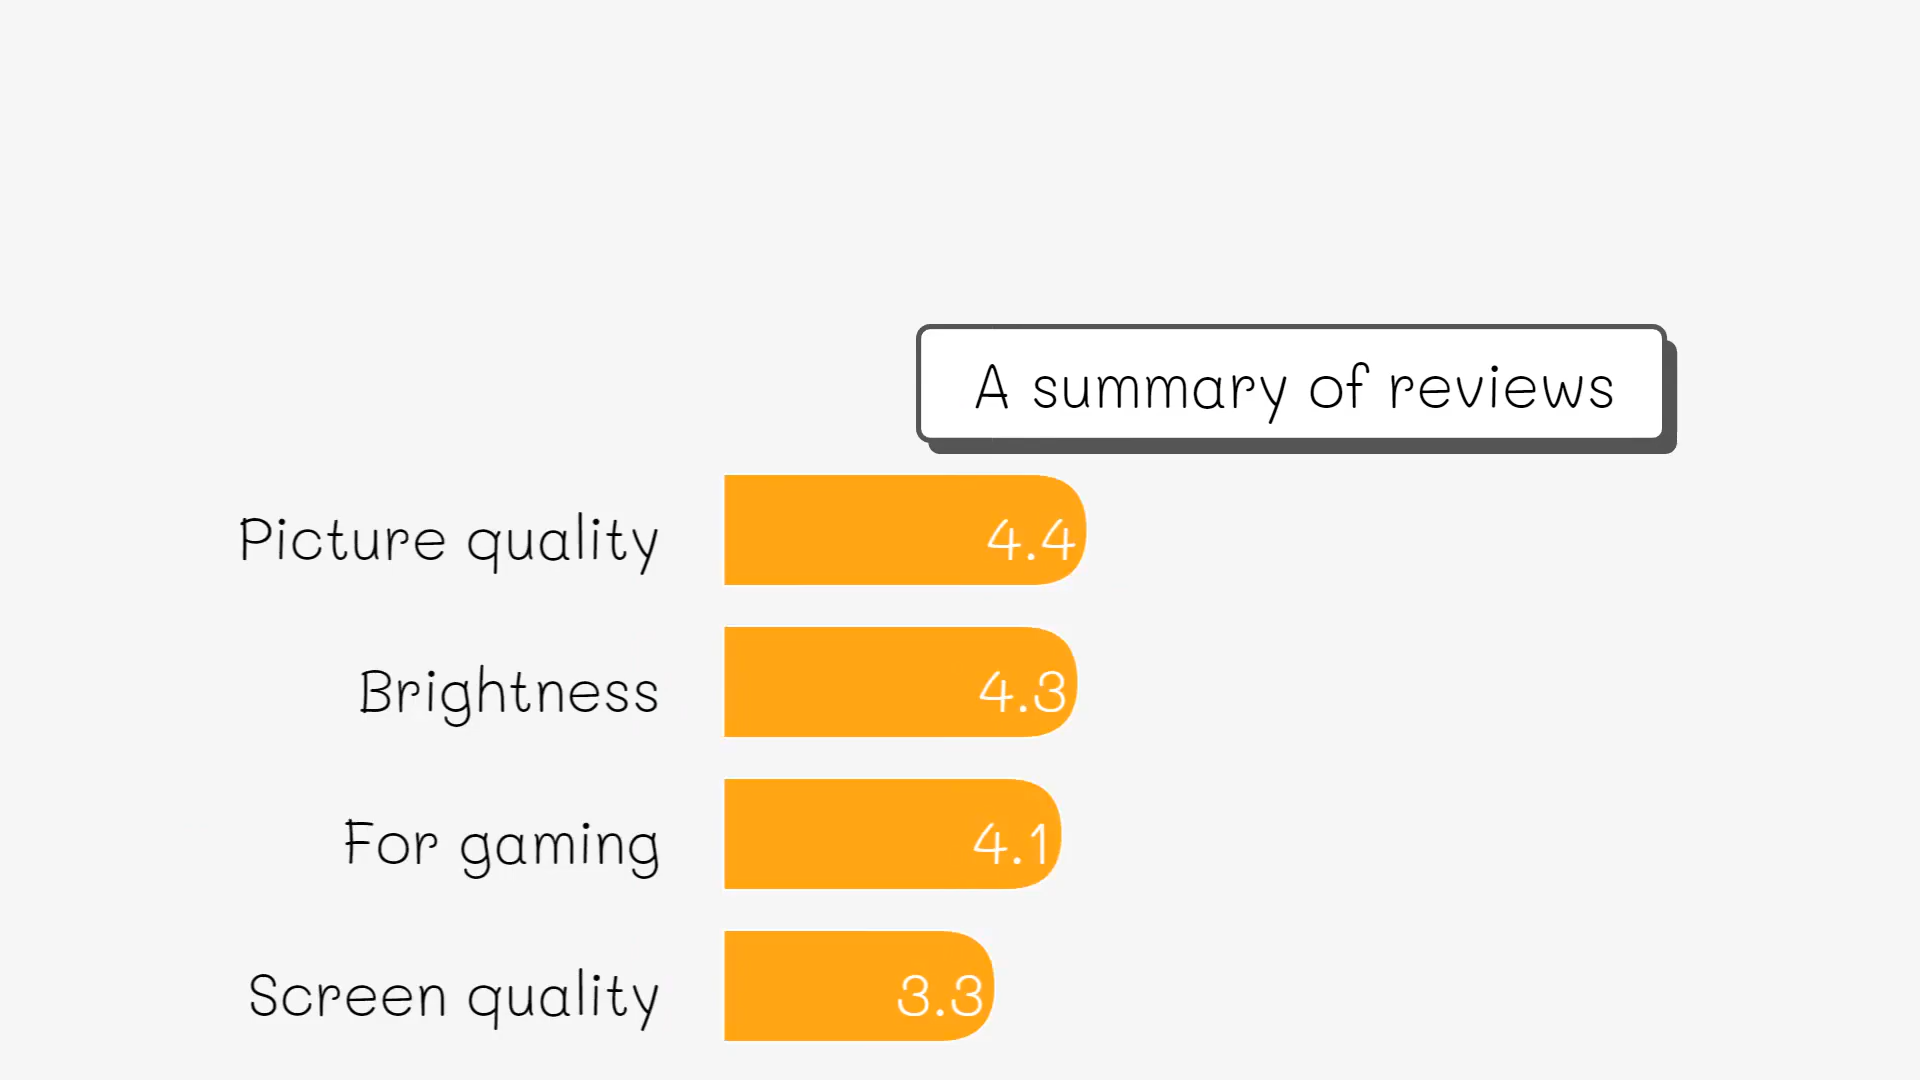 A summary of reviews
Picture quality 4.4
Brightness 4.3
For gaming 4.1
Screen quality 3.3